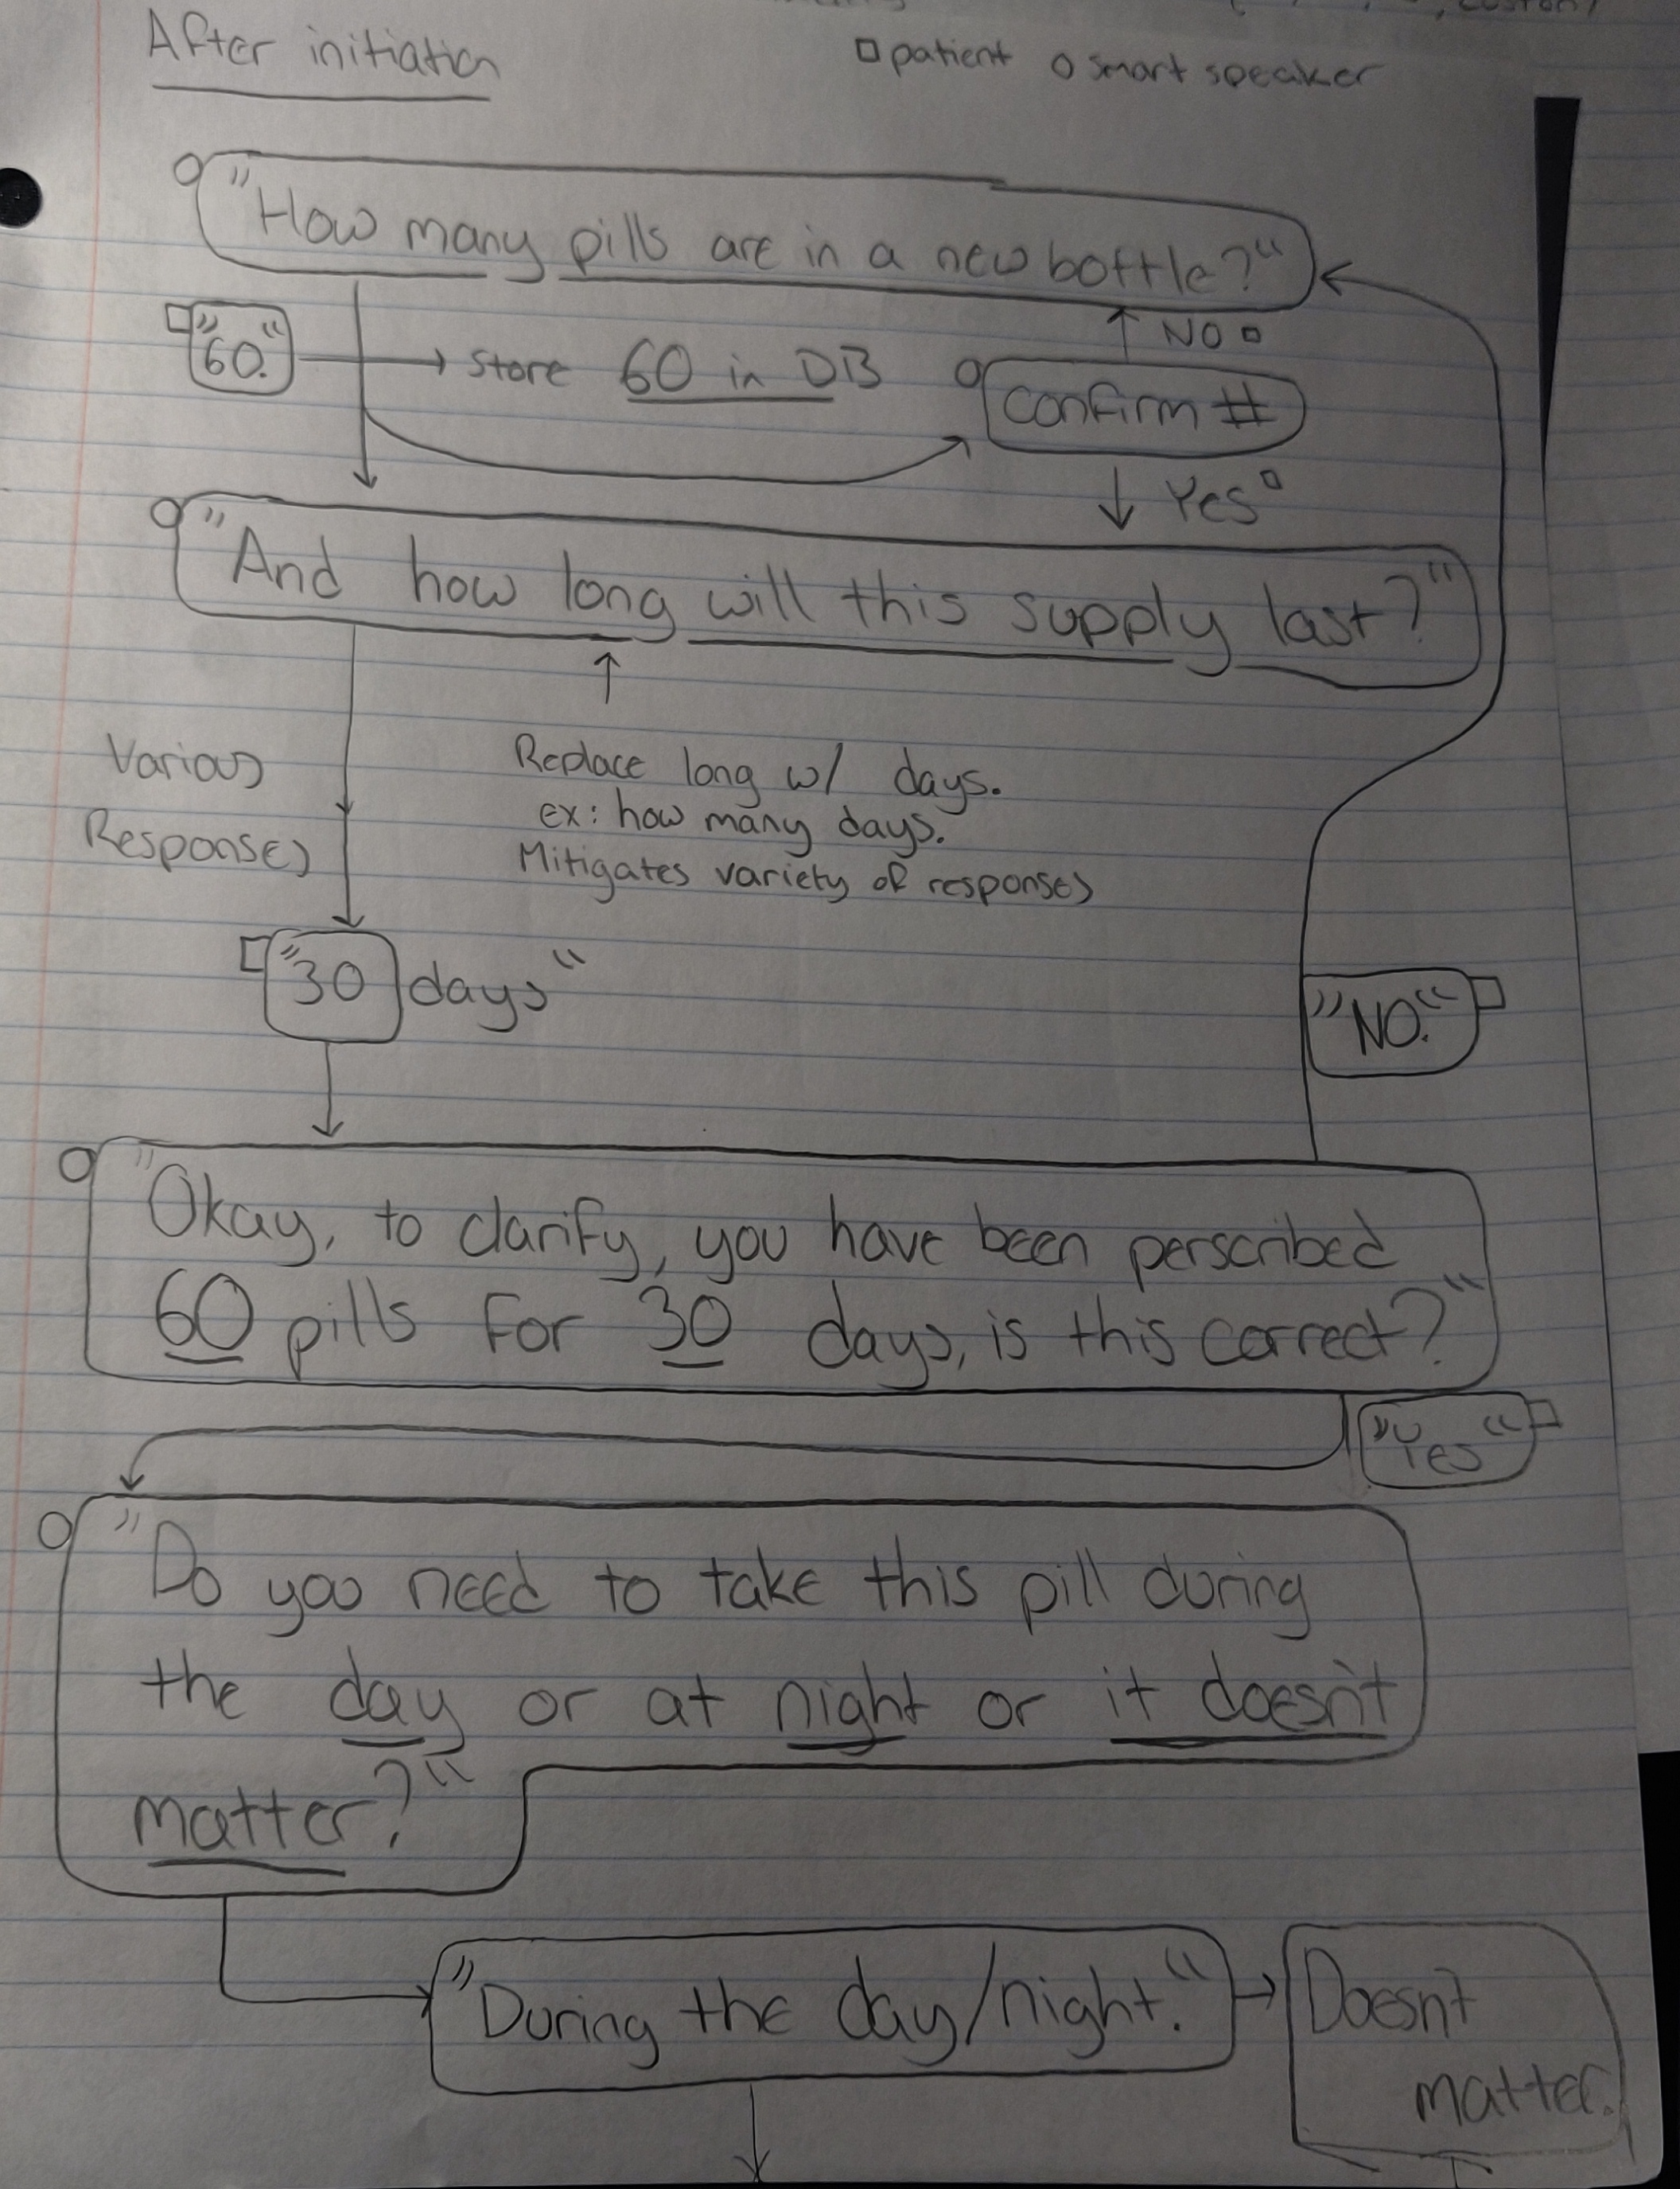 custom)
After initiation
□ patient ○ smart speaker
"How many pills are in a new bottle?"
NO
"60."
Store 60 in DB
Confirm #
Yes
"And how long will this supply last?"
Various
Responses
Replace long w/ days.
ex: how many days.
Mitigates variety of responses
"30 days"
"NO."
"Okay, to clarify, you have been perscribed
60 pills for 30 days, is this correct?"
"Yes"
"Do you need to take this pill during
the day or at night or it doesn't
matter?"
"During the day/night."
Doesn't
matter.